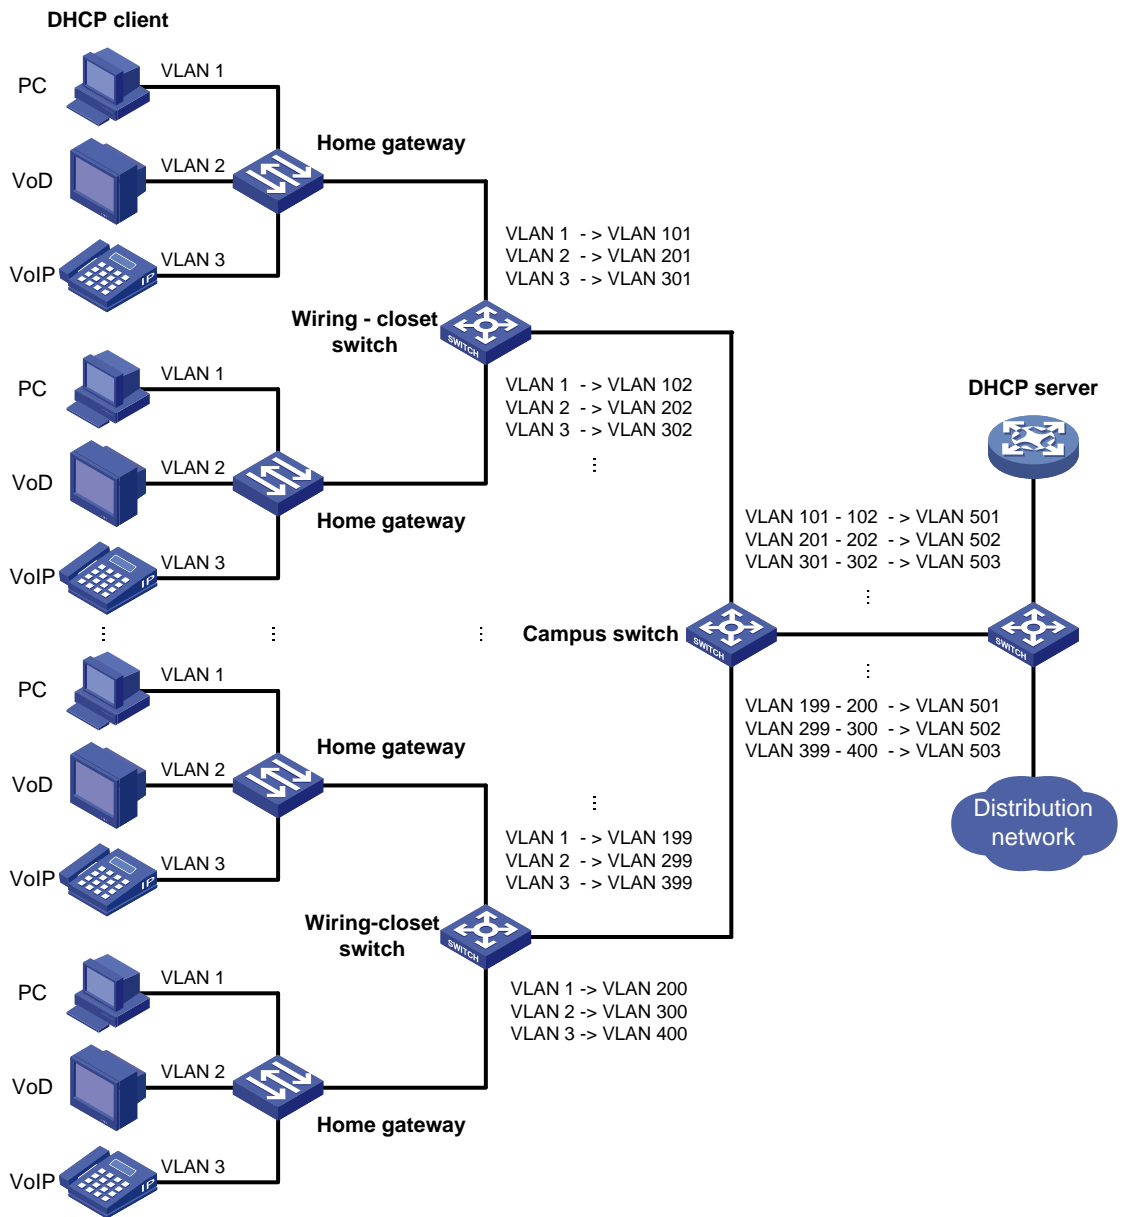 DHCP client
PC
VLAN 1
Home gateway
VoD
VLAN 2
VoIP
VLAN 3
IP
VLAN 1 - > VLAN 101
VLAN 2 - > VLAN 201
VLAN 3 - > VLAN 301
Wiring - closet
switch
SWITCH
PC
VLAN 1
VLAN 1 - > VLAN 102
VLAN 2 - > VLAN 202
VLAN 3 - > VLAN 302
DHCP server
VoD
VLAN 2
Home gateway
VoIP
VLAN 3
IP
VLAN 101 - 102 - > VLAN 501
VLAN 201 - 202 - > VLAN 502
VLAN 301 - 302 - > VLAN 503
Campus switch
SWITCH
SWITCH
PC
VLAN 1
Home gateway
VLAN 199 - 200 - > VLAN 501
VLAN 299 - 300 - > VLAN 502
VLAN 399 - 400 - > VLAN 503
VoD
VLAN 2
Distribution
network
VoIP
VLAN 3
IP
VLAN 1 - > VLAN 199
VLAN 2 - > VLAN 299
VLAN 3 - > VLAN 399
Wiring-closet
switch
SWITCH
PC
VLAN 1
VLAN 1 -> VLAN 200
VLAN 2 -> VLAN 300
VLAN 3 -> VLAN 400
VoD
VLAN 2
Home gateway
VoIP
VLAN 3
IP